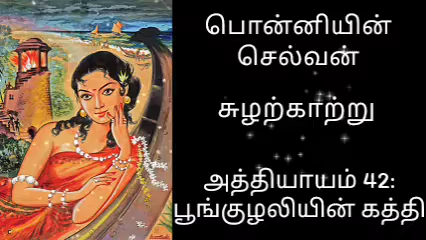 பொன்னியின்
செல்வன்
சுழற்காற்று
அத்தியாயம் 42:
பூங்குழலியின் கத்தி